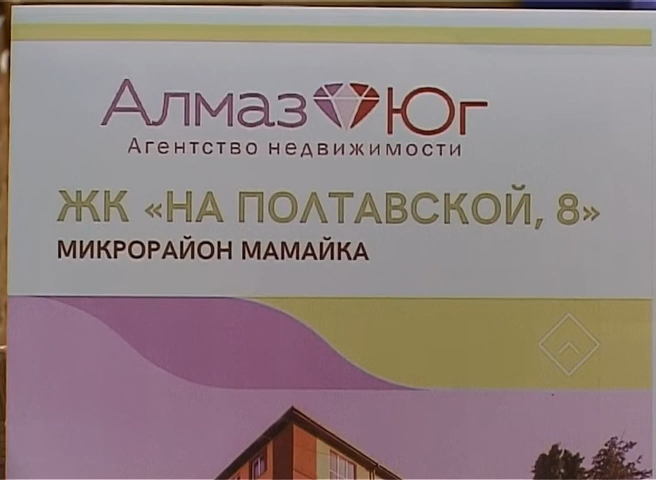 Алмаз Юг
Агентство недвижимости
ЖК «НА ПОЛТАВСКОЙ, 8»
МИКРОРАЙОН МАМАЙКА